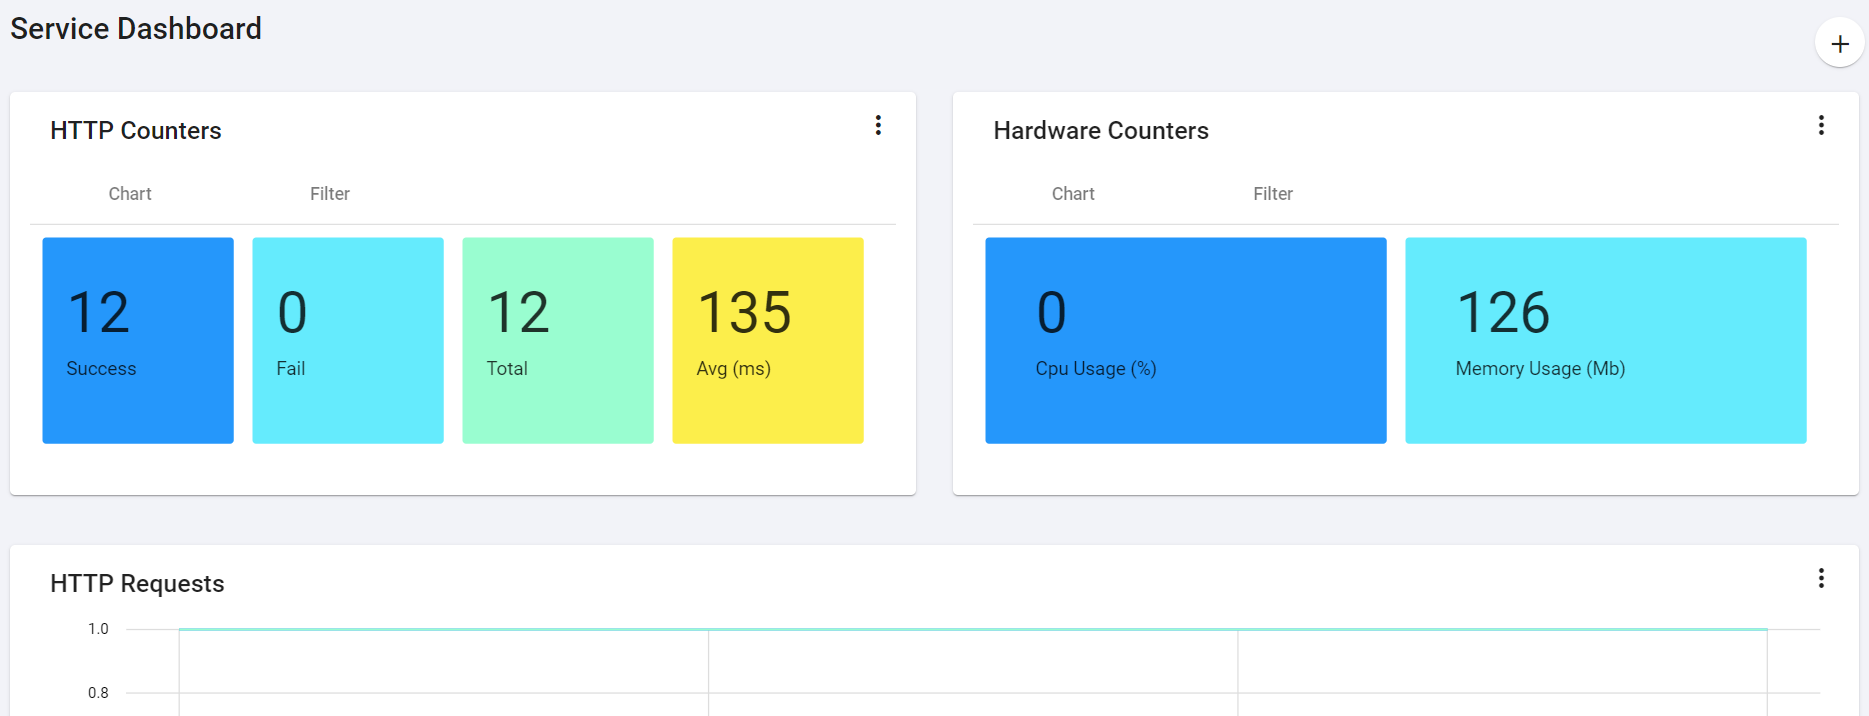 Service Dashboard
+
HTTP Counters
Chart Filter
12
Success
0
Fail
12
Total
135
Avg (ms)
Hardware Counters
Chart Filter
0
Cpu Usage (%)
126
Memory Usage (Mb)
HTTP Requests
1.0
0.8